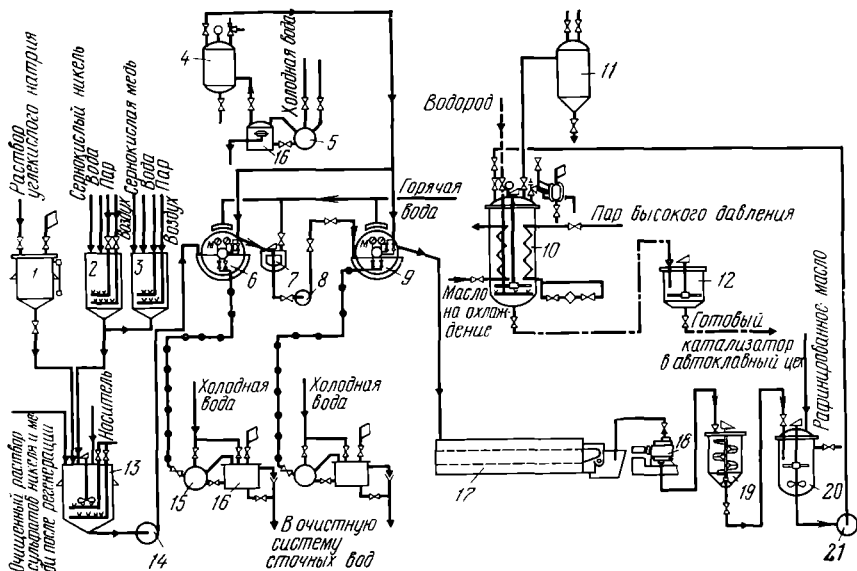 Раствор
углекислого натрия
Сернокислый никель
Вода
Пар
Воздух
Сернокислая медь
Вода
Пар
Воздух
1
2
3
4
Холодная вода
16
5
Горячая
вода
М
6
7
8
М
9
Водород
11
Пар высокого давления
10
Масло
на охлаж-
дение
12
Готовый
катализатор
в автоклавный цех
Рафинированное масло
Очищенный раствор
сульфатов никеля и ме-
ди после регенерации
Носитель
13
14
Холодная
вода
Холодная
вода
15
16
В очистную
систему
сточных вод
17
18
19
20
21